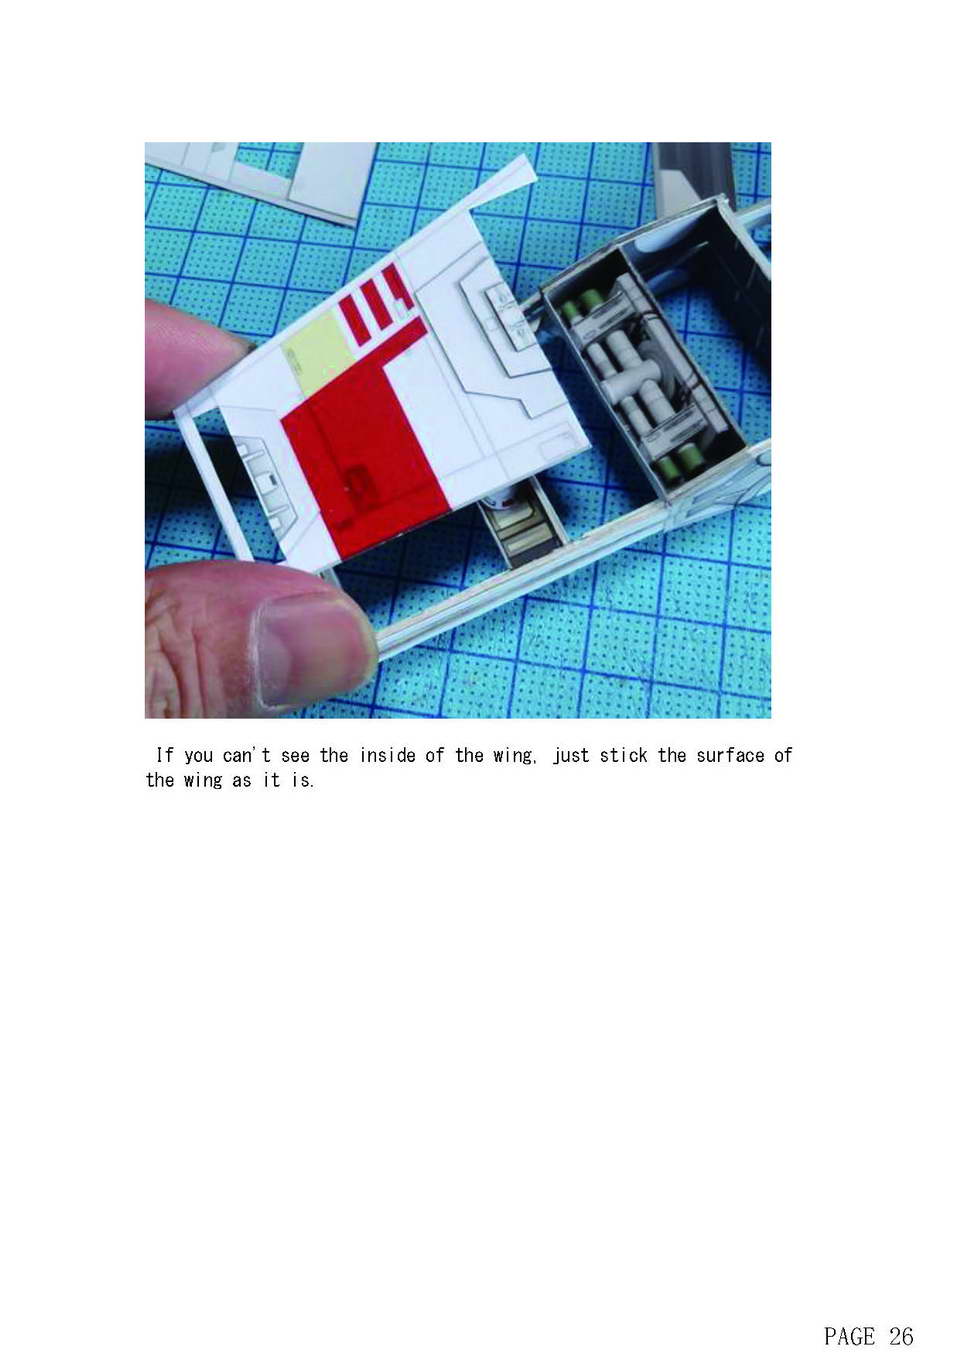 If you can't see the inside of the wing, just stick the surface of
the wing as it is.
PAGE 26